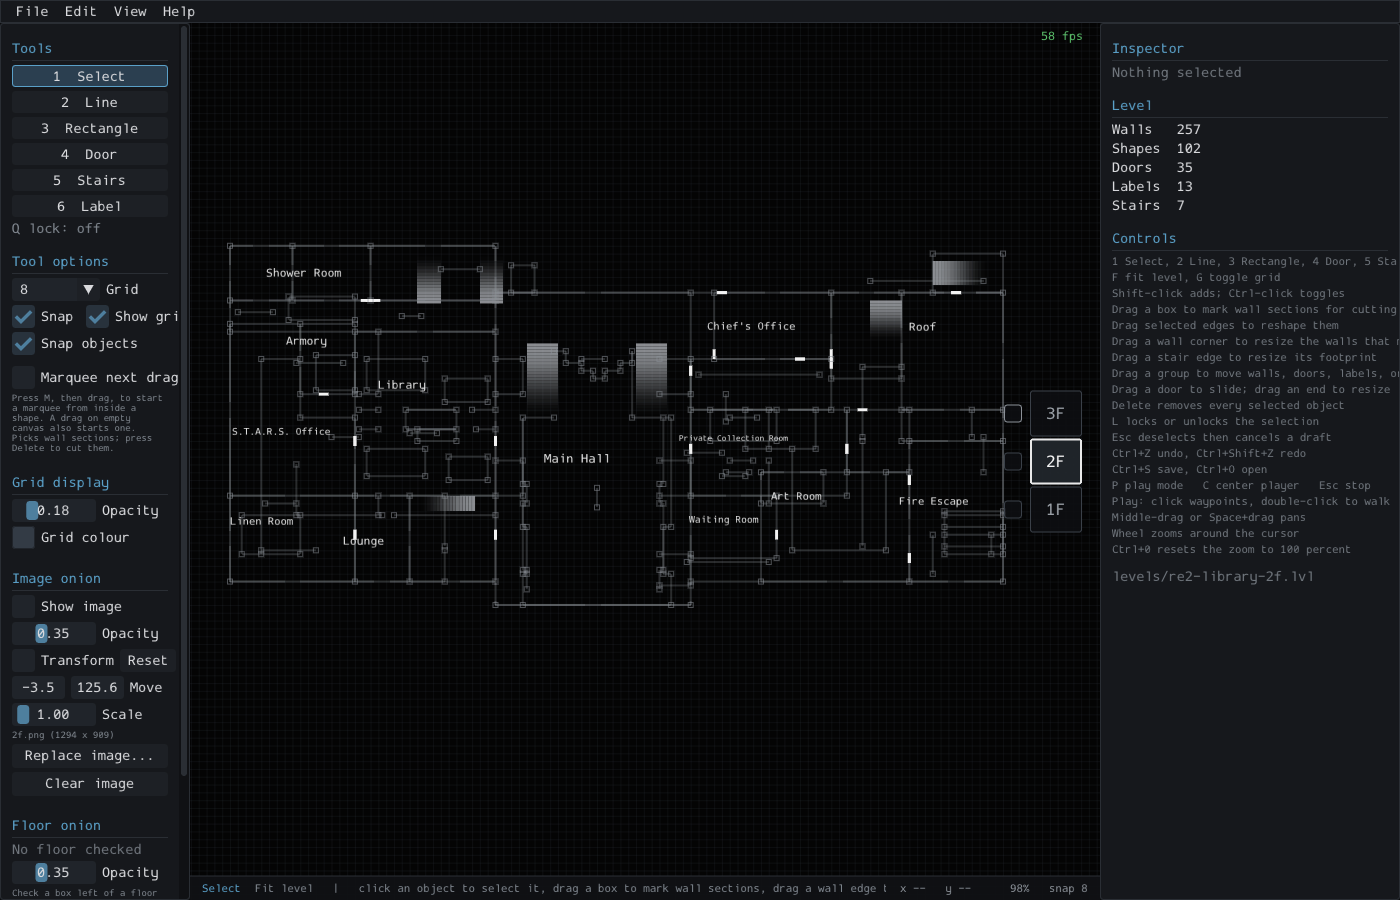 File Edit View Help
Tools
1 Select
2 Line
3 Rectangle
4 Door
5 Stairs
6 Label
Q lock: off
Tool options
8 Grid
Snap Show gri
Snap objects
Marquee next drag
Press M, then drag, to start
a marquee from inside a
shape. A drag on empty
canvas also starts one.
Picks wall sections; press
Delete to cut them.
Grid display
0.18 Opacity
Grid colour
Image onion
Show image
0.35 Opacity
Transform Reset
-3.5 125.6 Move
1.00 Scale
2f.png (1294 x 909)
Replace image...
Clear image
Floor onion
No floor checked
0.35 Opacity
Check a box left of a floor
58 fps
Shower Room
Armory
Library
S.T.A.R.S. Office
Linen Room
Lounge
Main Hall
Chief's Office
Roof
Private Collection Room
Art Room
Waiting Room
Fire Escape
3F
2F
1F
Select Fit level | click an object to select it, drag a box to mark wall sections, drag a wall edge t x -- y -- 98% snap 8
Inspector
Nothing selected
Level
Walls 257
Shapes 102
Doors 35
Labels 13
Stairs 7
Controls
1 Select, 2 Line, 3 Rectangle, 4 Door, 5 Sta
F fit level, G toggle grid
Shift-click adds; Ctrl-click toggles
Drag a box to mark wall sections for cutting
Drag selected edges to reshape them
Drag a wall corner to resize the walls that
Drag a stair edge to resize its footprint
Drag a group to move walls, doors, labels, o
Drag a door to slide; drag an end to resize
Delete removes every selected object
L locks or unlocks the selection
Esc deselects then cancels a draft
Ctrl+Z undo, Ctrl+Shift+Z redo
Ctrl+S save, Ctrl+O open
P play mode C center player Esc stop
Play: click waypoints, double-click to walk
Middle-drag or Space+drag pans
Wheel zooms around the cursor
Ctrl+0 resets the zoom to 100 percent
levels/re2-library-2f.lvl